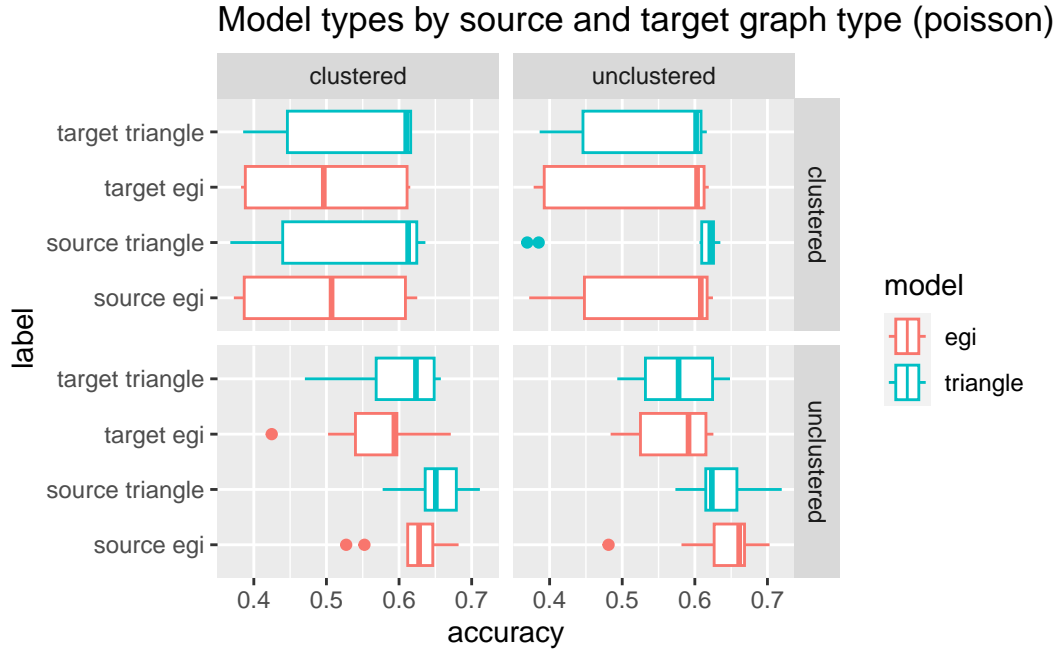 Model types by source and target graph type (poisson)
clustered
unclustered
target triangle
target egi
source triangle
source egi
clustered
target triangle
target egi
source triangle
source egi
unclustered
label
0.4
0.5
0.6
0.7
0.4
0.5
0.6
0.7
accuracy
model
egi
triangle